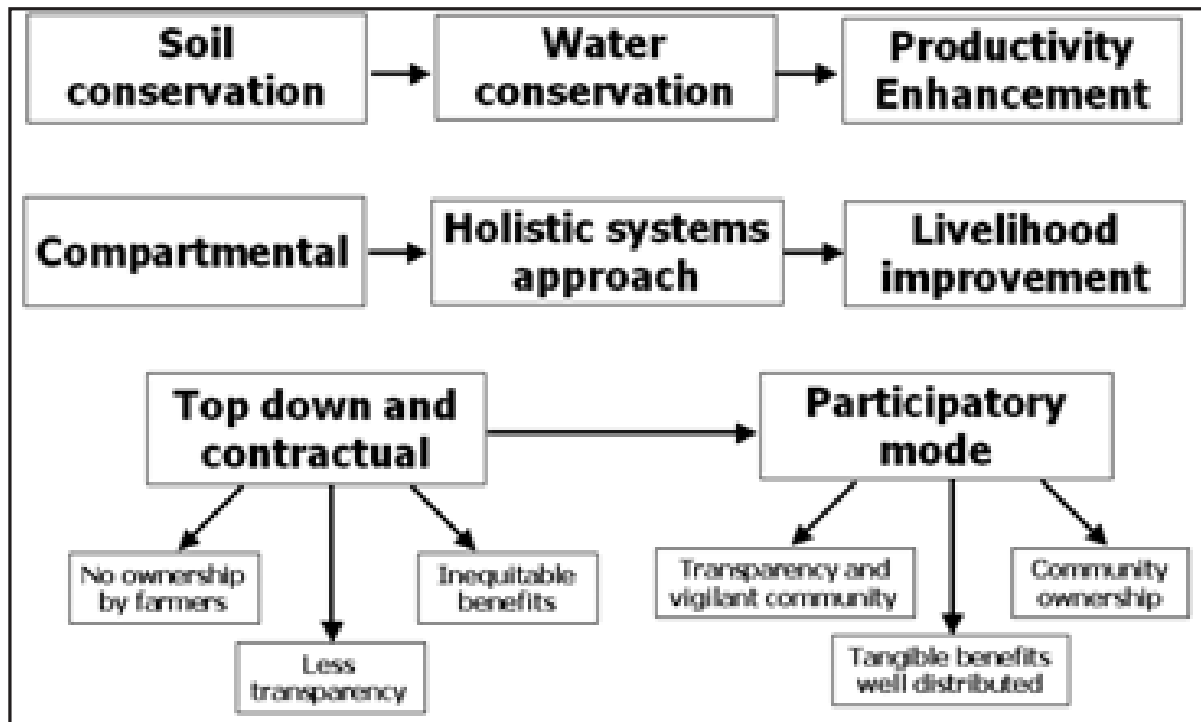 Soil
conservation
Water
conservation
Productivity
Enhancement
Compartmental
Holistic systems
approach
Livelihood
improvement
Top down and
contractual
Participatory
mode
No ownership
by farmers
Less
transparency
Inequitable
benefits
Transparency and
vigilant community
Tangible benefits
well distributed
Community
ownership